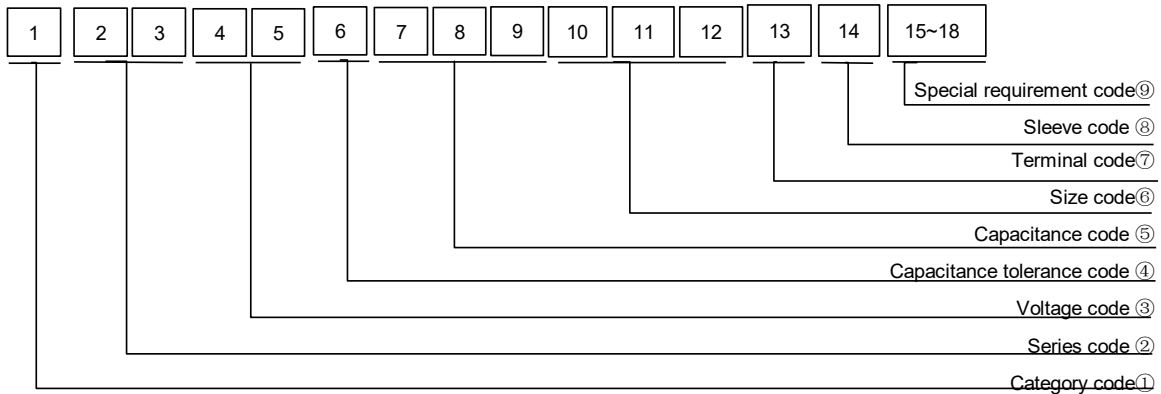 1 2 3 4 5 6 7 8 9 10 11 12 13 14 15~18
Special requirement code⑨
Sleeve code ⑧
Terminal code⑦
Size code⑥
Capacitance code ⑤
Capacitance tolerance code ④
Voltage code ③
Series code ②
Category code①